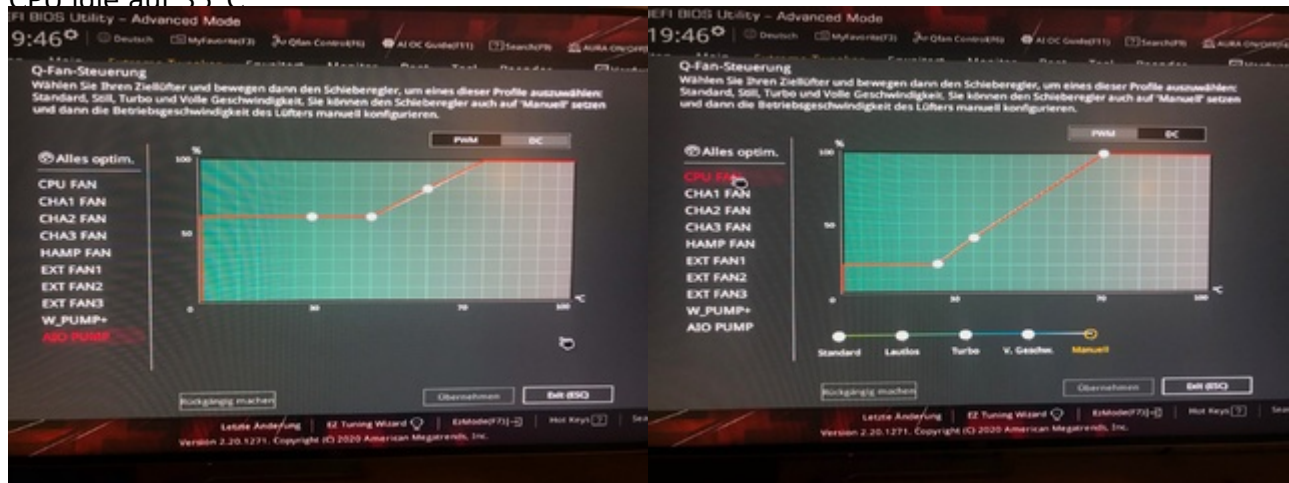 CPU Idle auf 55°C
EFI BIOS Utility – Advanced Mode
9:46 Deutsch MyFavorite(F3) Qfan Control(F6) AI OC Guide(F11) Search(F9) AURA ON/OFF(F4)
Q-Fan-Steuerung
Wählen Sie Ihren Ziellüfter und bewegen dann den Schieberegler, um eines dieser Profile auszuwählen:
Standard, Still, Turbo und Volle Geschwindigkeit. Sie können den Schieberegler auch auf 'Manuell' setzen
und dann die Betriebsgeschwindigkeit des Lüfters manuell konfigurieren.
PWM DC
Alles optim.
%
100
50
0
30
70
100
°C
CPU FAN
CHA1 FAN
CHA2 FAN
CHA3 FAN
HAMP FAN
EXT FAN1
EXT FAN2
EXT FAN3
W_PUMP+
AIO PUMP
Rückgängig machen
Übernehmen
Exit (ESC)
Letzte Änderung EZ Tuning Wizard EzMode(F7) Hot Keys ?
Version 2.20.1271. Copyright (C) 2020 American Megatrends, Inc.
UEFI BIOS Utility – Advanced Mode
19:46 Deutsch MyFavorite(F3) Qfan Control(F6) AI OC Guide(F11) Search(F9)
Q-Fan-Steuerung
Wählen Sie Ihren Ziellüfter und bewegen dann den Schieberegler, um eines dieser Profile auszuwählen:
Standard, Still, Turbo und Volle Geschwindigkeit. Sie können den Schieberegler auch auf 'Manuell' setzen
und dann die Betriebsgeschwindigkeit des Lüfters manuell konfigurieren.
PWM DC
Alles optim.
%
100
50
0
30
70
100
°C
CPU FAN
CHA1 FAN
CHA2 FAN
CHA3 FAN
HAMP FAN
EXT FAN1
EXT FAN2
EXT FAN3
W_PUMP+
AIO PUMP
Standard Lautlos Turbo V. Geschw. Manuell
Rückgängig machen
Übernehmen
Exit (ESC)
Letzte Änderung EZ Tuning Wizard EzMode(F7) Hot Keys ?
Version 2.20.1271. Copyright (C) 2020 American Megatrends, Inc.